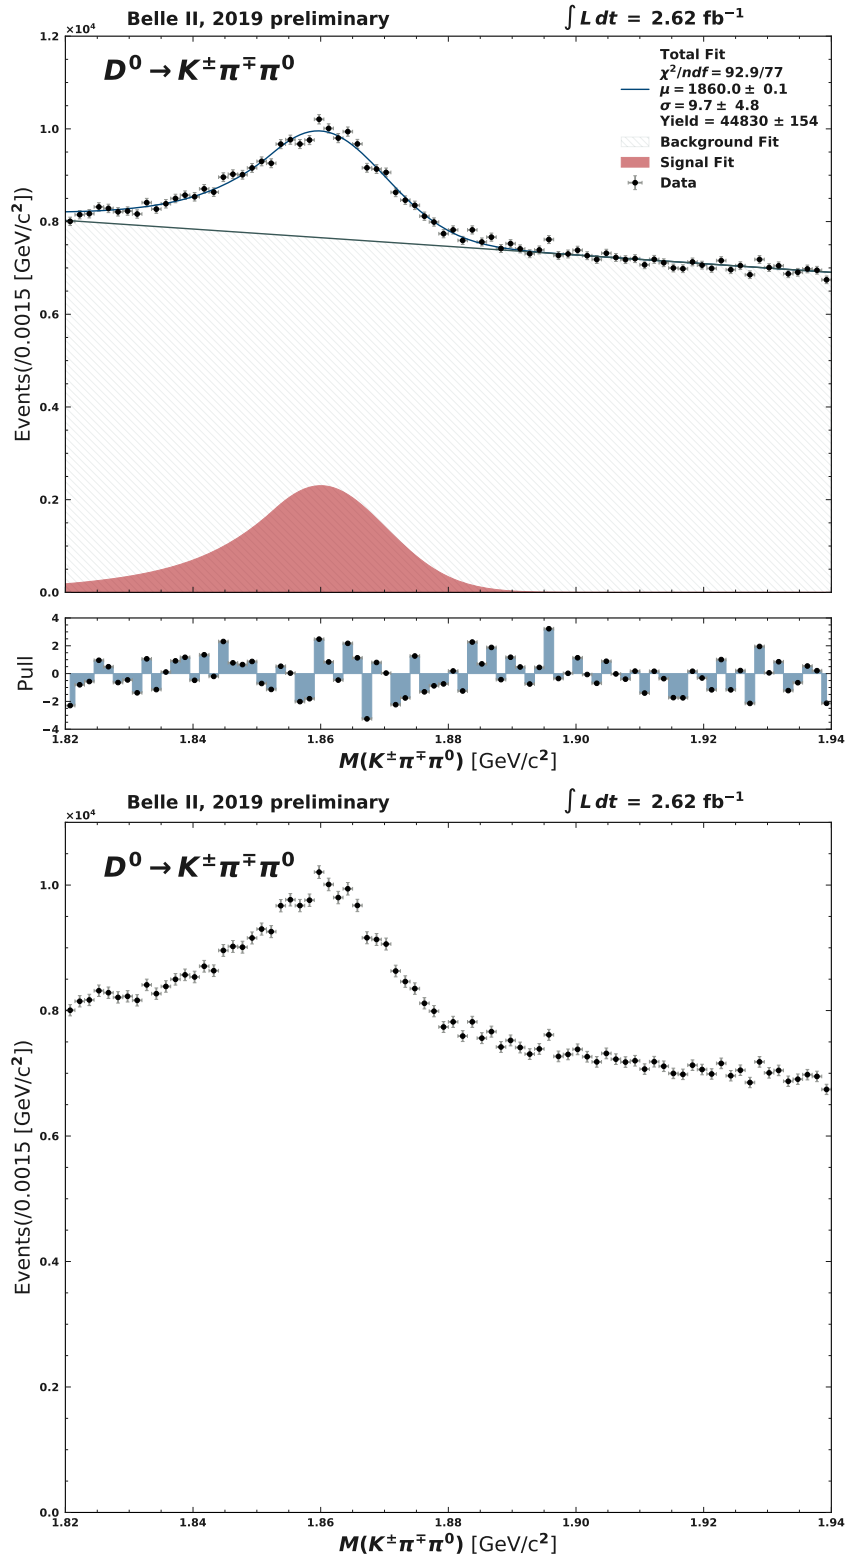 Belle II, 2019 preliminary
∫ L dt = 2.62 fb⁻¹
×10⁴
D⁰ → K±π∓π⁰
Total Fit
χ²/ndf = 92.9/77
μ = 1860.0 ± 0.1
σ = 9.7 ± 4.8
Yield = 44830 ± 154
Background Fit
Signal Fit
Data
Events(/0.0015 [GeV/c²])
1.2
1.0
0.8
0.6
0.4
0.2
0.0
Pull
4
2
0
−2
−4
1.82 1.84 1.86 1.88 1.90 1.92 1.94
M(K±π∓π⁰) [GeV/c²]
Belle II, 2019 preliminary
∫ L dt = 2.62 fb⁻¹
×10⁴
D⁰ → K±π∓π⁰
Events(/0.0015 [GeV/c²])
1.0
0.8
0.6
0.4
0.2
0.0
1.82 1.84 1.86 1.88 1.90 1.92 1.94
M(K±π∓π⁰) [GeV/c²]